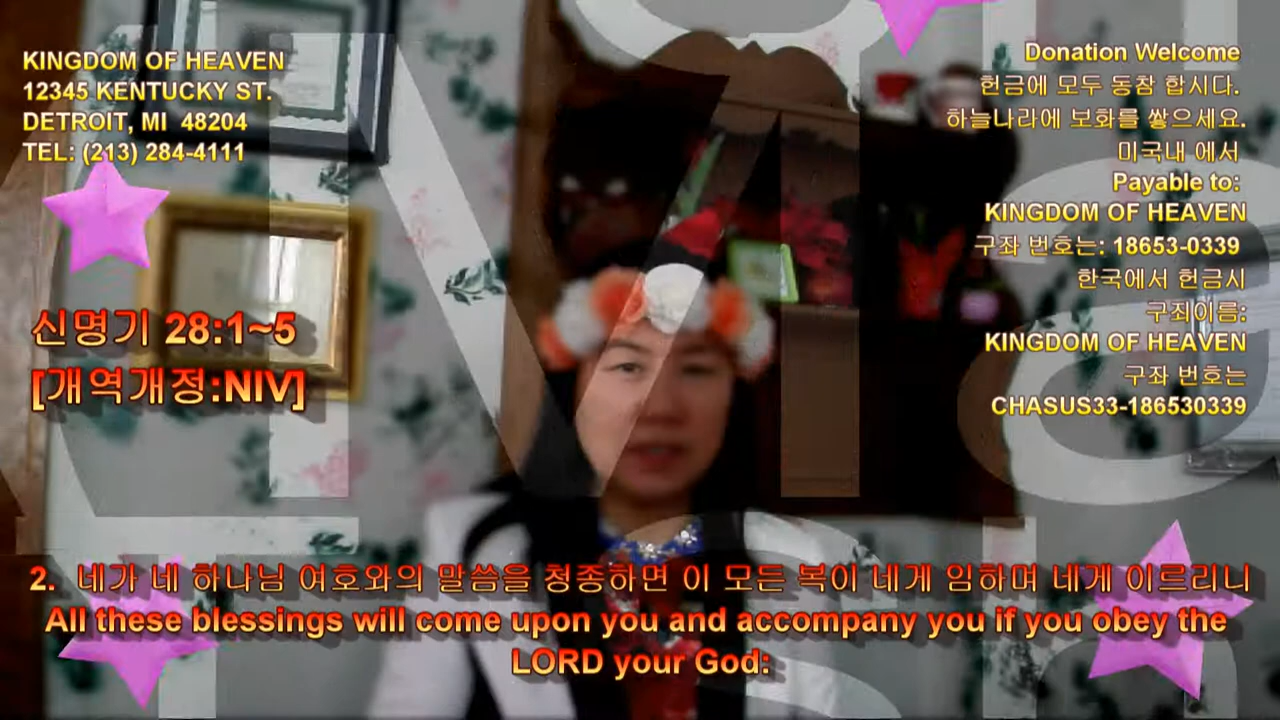 KINGDOM OF HEAVEN
12345 KENTUCKY ST.
DETROIT, MI 48204
TEL: (213) 284-4111
Donation Welcome
헌금에 모두 동참 합시다.
하늘나라에 보화를 쌓으세요.
미국내 에서
Payable to:
KINGDOM OF HEAVEN
구좌 번호는: 18653-0339
한국에서 헌금시
구좌이름:
KINGDOM OF HEAVEN
구좌 번호는
CHASUS33-186530339
신명기 28:1~5
[개역개정:NIV]
2. 네가 네 하나님 여호와의 말씀을 청종하면 이 모든 복이 네게 임하며 네게 이르리니
All these blessings will come upon you and accompany you if you obey the
LORD your God: